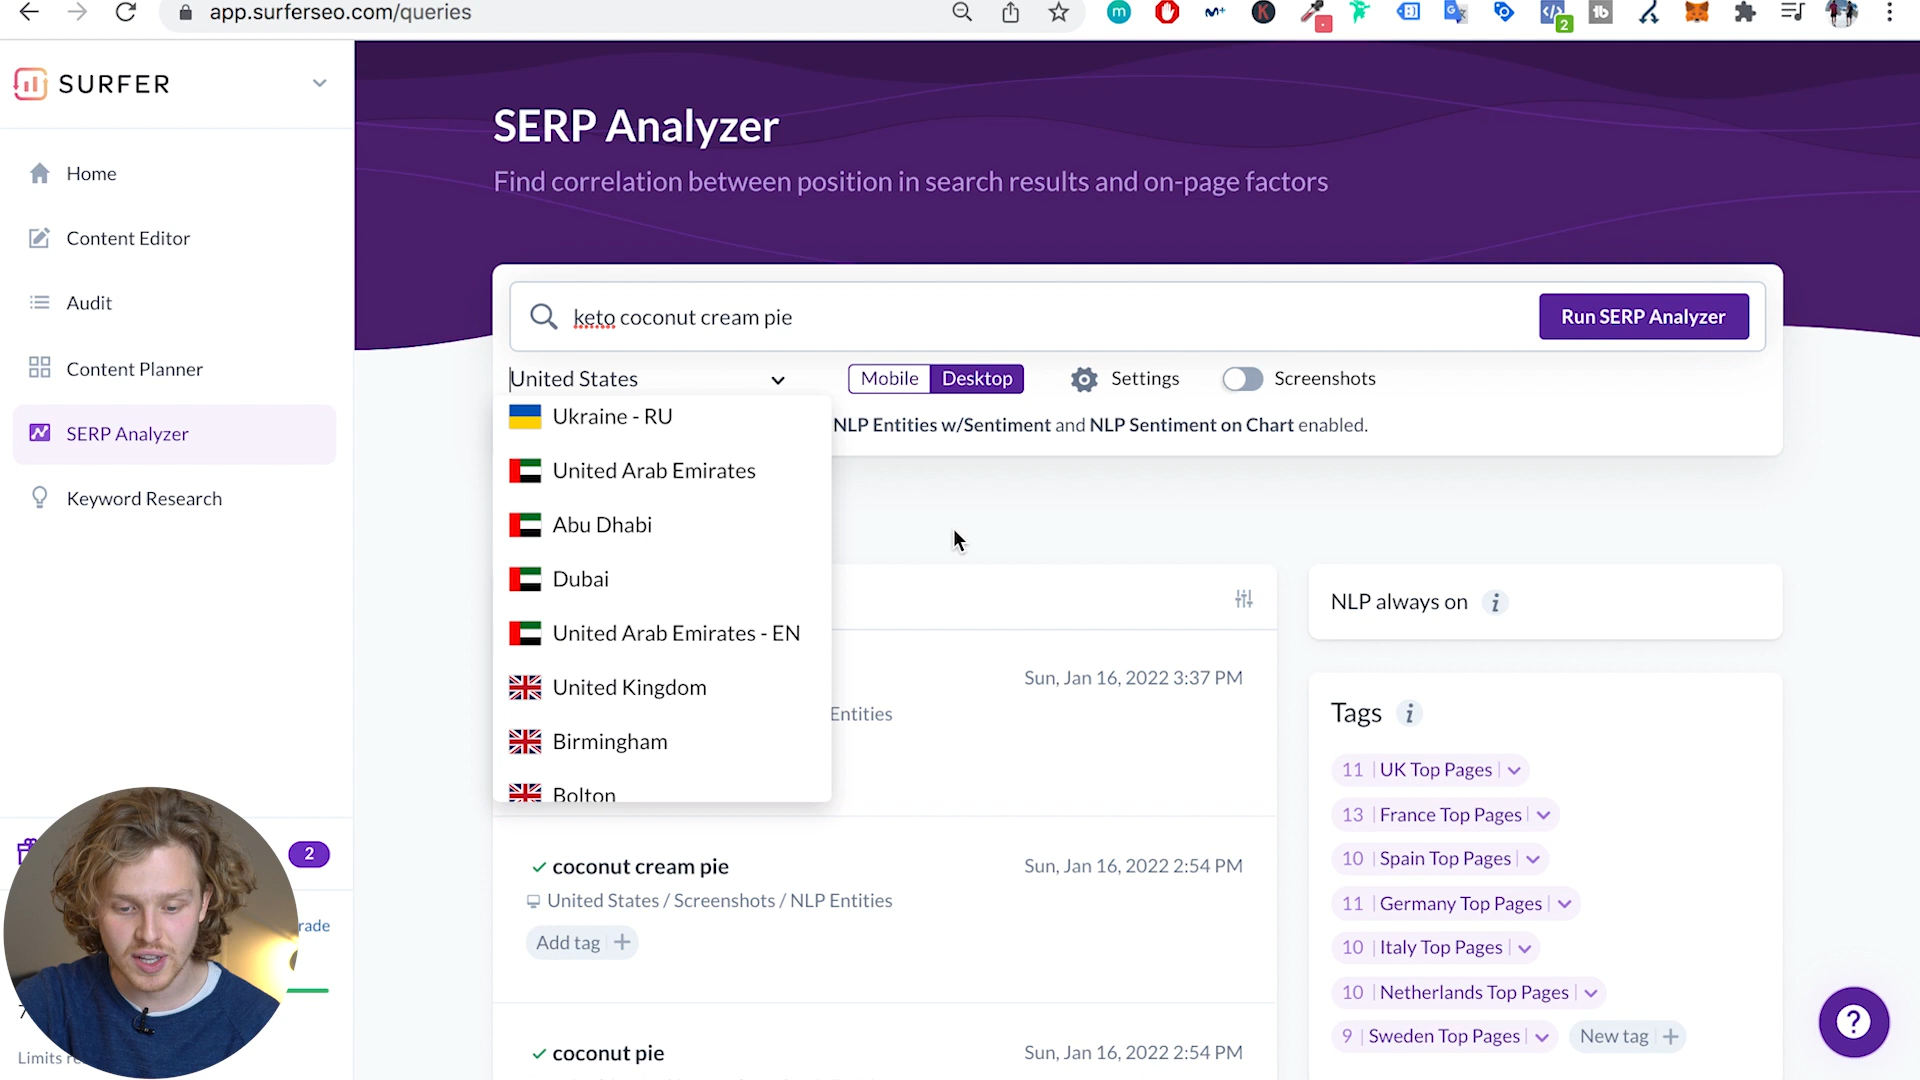 app.surferseo.com/queries
SURFER
Home
Content Editor
Audit
Content Planner
SERP Analyzer
Keyword Research
2
rade
7
Limits re
SERP Analyzer
Find correlation between position in search results and on-page factors
keto coconut cream pie
Run SERP Analyzer
United States
Mobile
Desktop
Settings
Screenshots
NLP Entities w/Sentiment and NLP Sentiment on Chart enabled.
Ukraine - RU
United Arab Emirates
Abu Dhabi
Dubai
United Arab Emirates - EN
United Kingdom
Birmingham
Bolton
Sun, Jan 16, 2022 3:37 PM
Entities
coconut cream pie
Sun, Jan 16, 2022 2:54 PM
United States / Screenshots / NLP Entities
Add tag +
coconut pie
Sun, Jan 16, 2022 2:54 PM
NLP always on i
Tags i
11 | UK Top Pages
13 | France Top Pages
10 | Spain Top Pages
11 | Germany Top Pages
10 | Italy Top Pages
10 | Netherlands Top Pages
9 | Sweden Top Pages
New tag +
?
m
K
2
tb